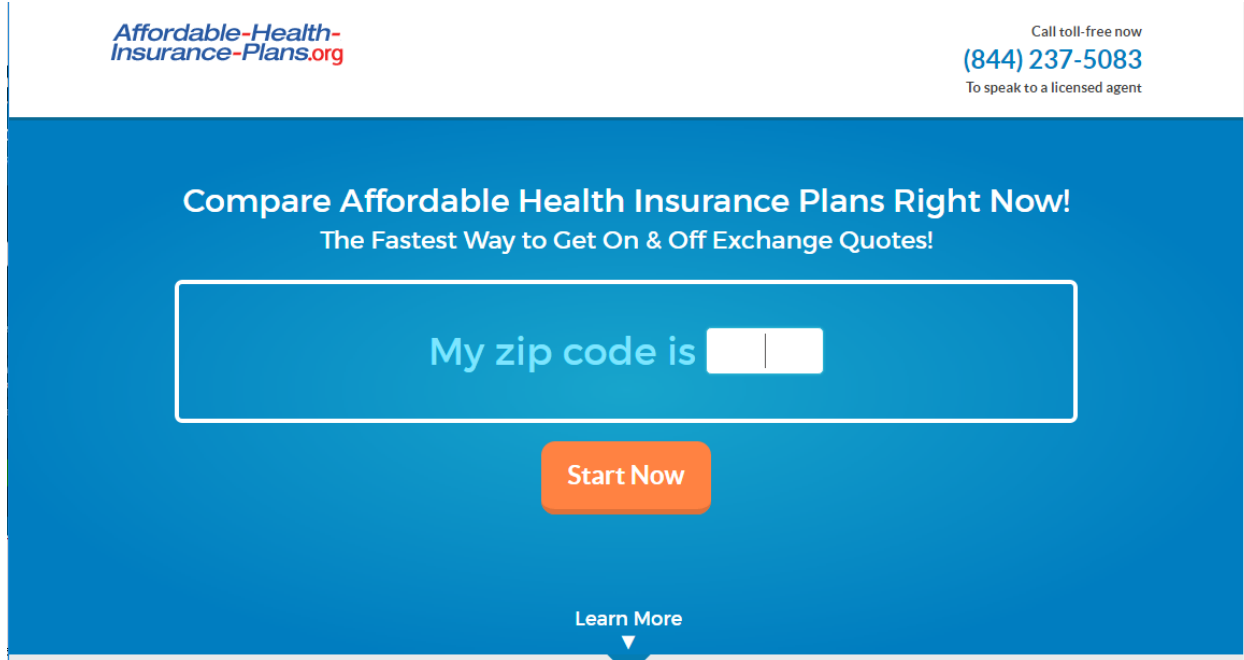 Affordable-Health-
Insurance-Plans.org
Call toll-free now
(844) 237-5083
To speak to a licensed agent
Compare Affordable Health Insurance Plans Right Now!
The Fastest Way to Get On & Off Exchange Quotes!
My zip code is
Start Now
Learn More